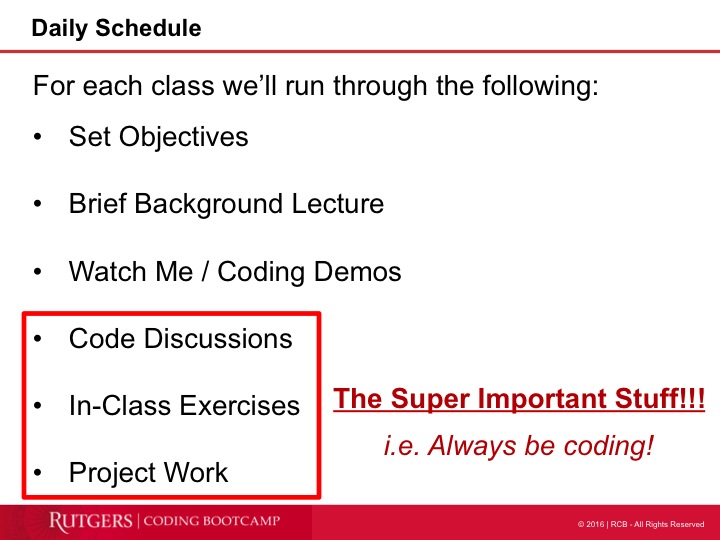 Daily Schedule
For each class we’ll run through the following:
• Set Objectives
• Brief Background Lecture
• Watch Me / Coding Demos
• Code Discussions
• In-Class Exercises
The Super Important Stuff!!!
i.e. Always be coding!
• Project Work
RUTGERS | CODING BOOTCAMP
© 2016 | RCB - All Rights Reserved